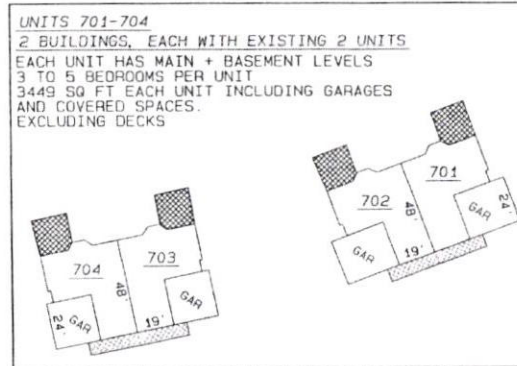 UNITS 701-704
2 BUILDINGS, EACH WITH EXISTING 2 UNITS
EACH UNIT HAS MAIN + BASEMENT LEVELS
3 TO 5 BEDROOMS PER UNIT
3449 SQ FT EACH UNIT INCLUDING GARAGES
AND COVERED SPACES.
EXCLUDING DECKS
701
702
48'
24'
GAR
GAR
19'
703
704
48'
24'
GAR
GAR
19'